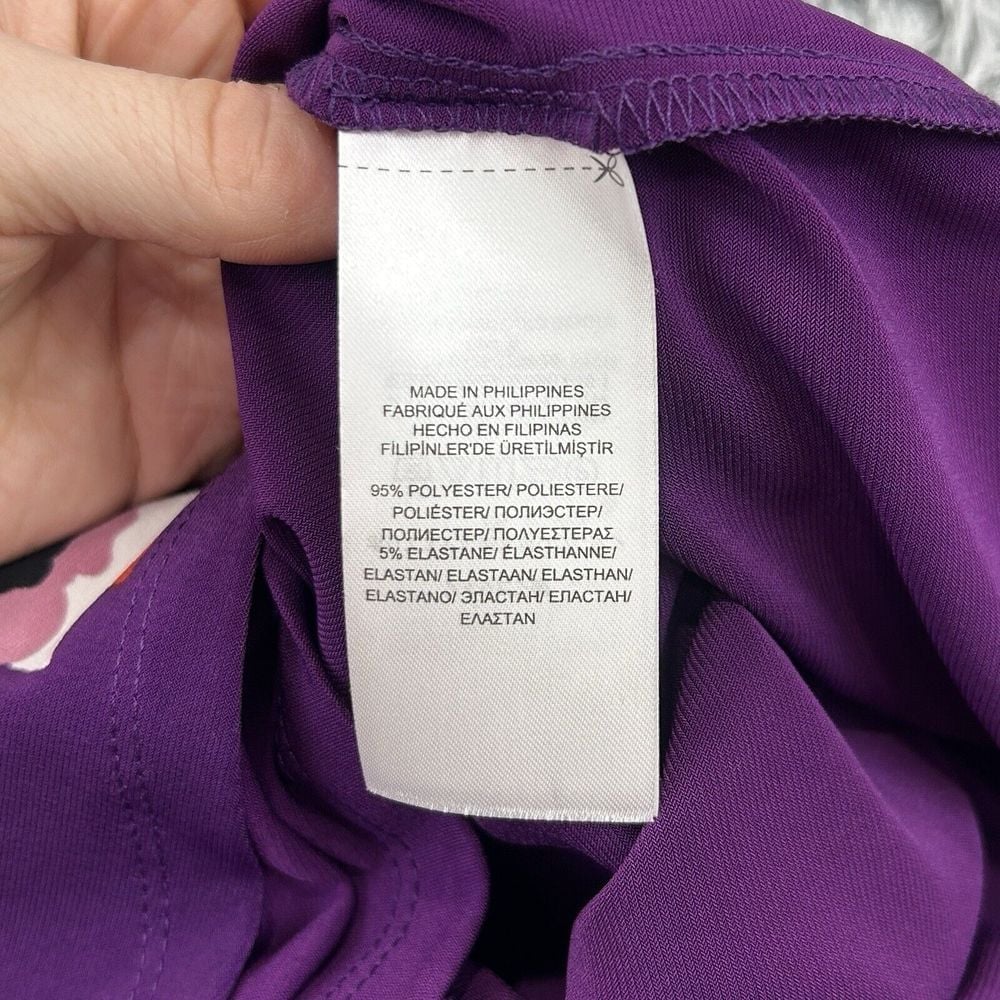 MADE IN PHILIPPINES
FABRIQUÉ AUX PHILIPPINES
HECHO EN FILIPINAS
FİLİPİNLER'DE ÜRETİLMİŞTİR
95% POLYESTER/ POLIESTERE/
POLIÉSTER/ ПОЛИЭСТЕР/
ПОЛИЕСТЕР/ ΠΟΛΥΕΣΤΕΡΑΣ
5% ELASTANE/ ÉLASTHANNE/
ELASTAN/ ELASTAAN/ ELASTHAN/
ELASTANO/ ЭЛАСТАН/ ЕЛАСТАН/
ΕΛΑΣΤΑΝ